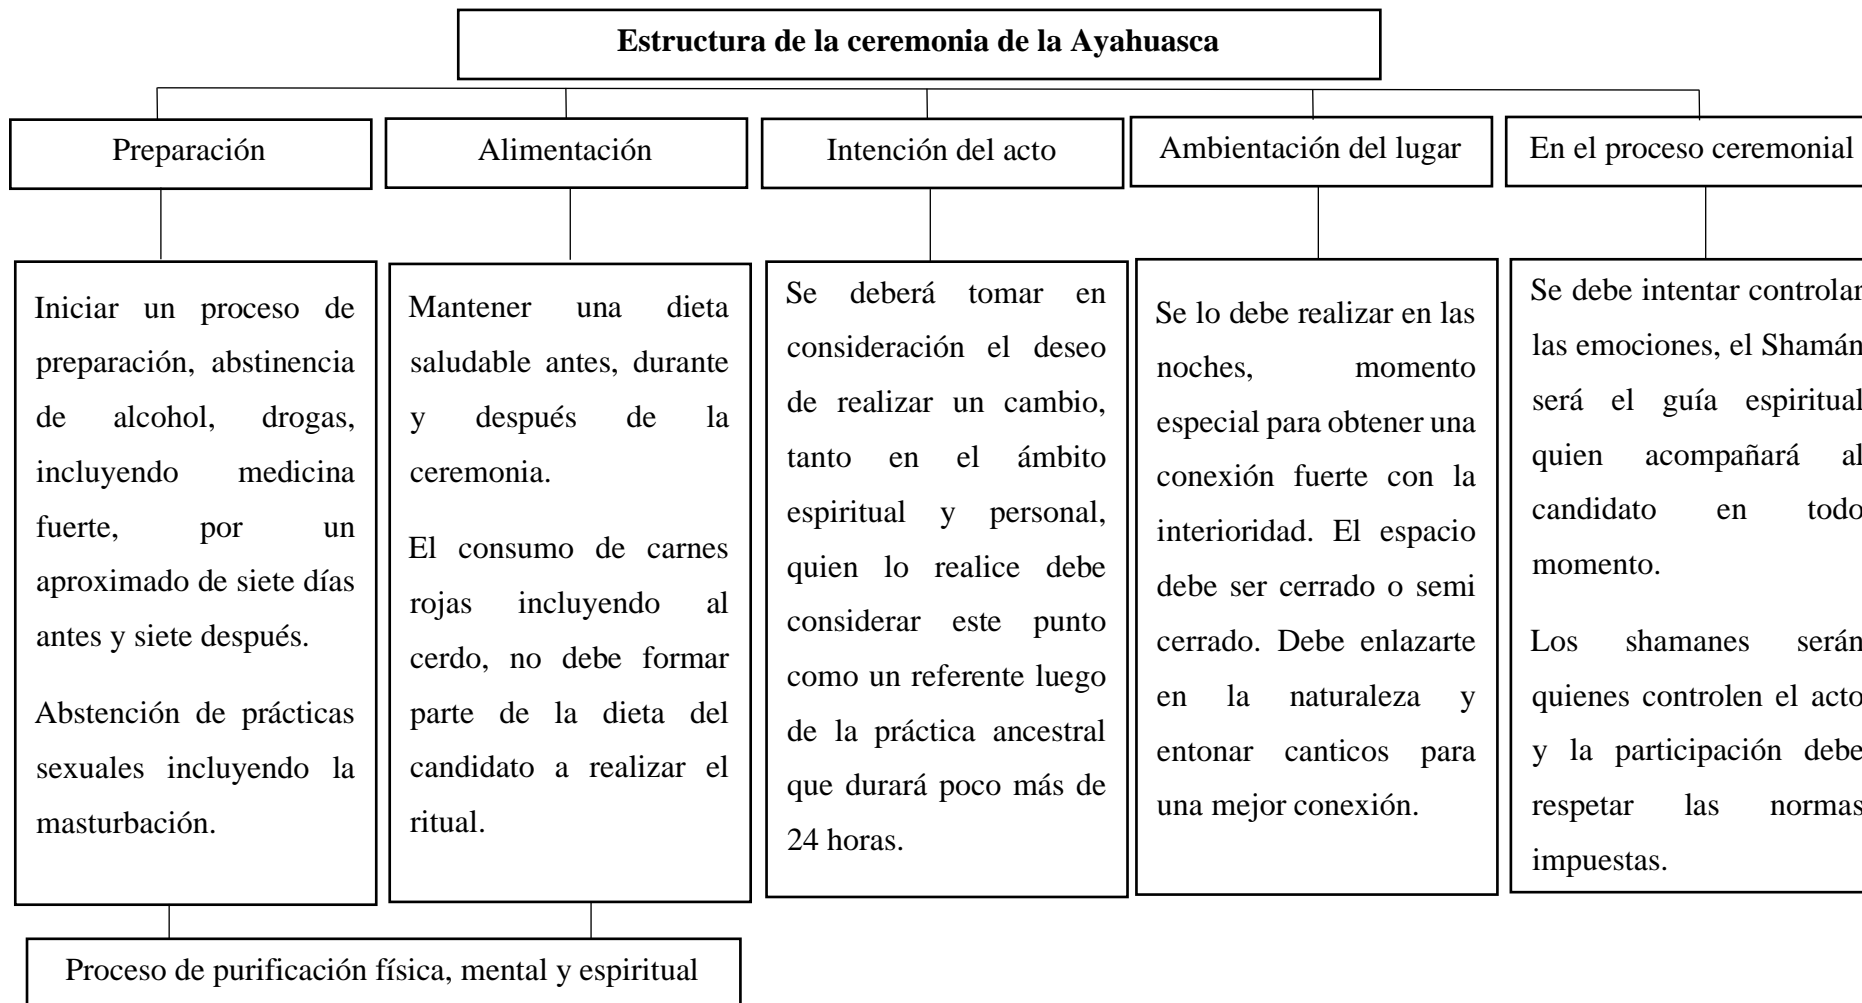 Estructura de la ceremonia de la Ayahuasca
Preparación
Alimentación
Intención del acto
Ambientación del lugar
En el proceso ceremonial
Iniciar un proceso de
preparación, abstinencia
de alcohol, drogas,
incluyendo medicina
fuerte, por un
aproximado de siete días
antes y siete después.
Abstención de prácticas
sexuales incluyendo la
masturbación.
Mantener una dieta
saludable antes, durante
y después de la
ceremonia.
El consumo de carnes
rojas incluyendo al
cerdo, no debe formar
parte de la dieta del
candidato a realizar el
ritual.
Se deberá tomar en
consideración el deseo
de realizar un cambio,
tanto en el ámbito
espiritual y personal,
quien lo realice debe
considerar este punto
como un referente luego
de la práctica ancestral
que durará poco más de
24 horas.
Se lo debe realizar en las
noches, momento
especial para obtener una
conexión fuerte con la
interioridad. El espacio
debe ser cerrado o semi
cerrado. Debe enlazarte
en la naturaleza y
entonar canticos para
una mejor conexión.
Se debe intentar controlar
las emociones, el Shamán
será el guía espiritual
quien acompañará al
candidato en todo
momento.
Los shamanes serán
quienes controlen el acto
y la participación debe
respetar las normas
impuestas.
Proceso de purificación física, mental y espiritual